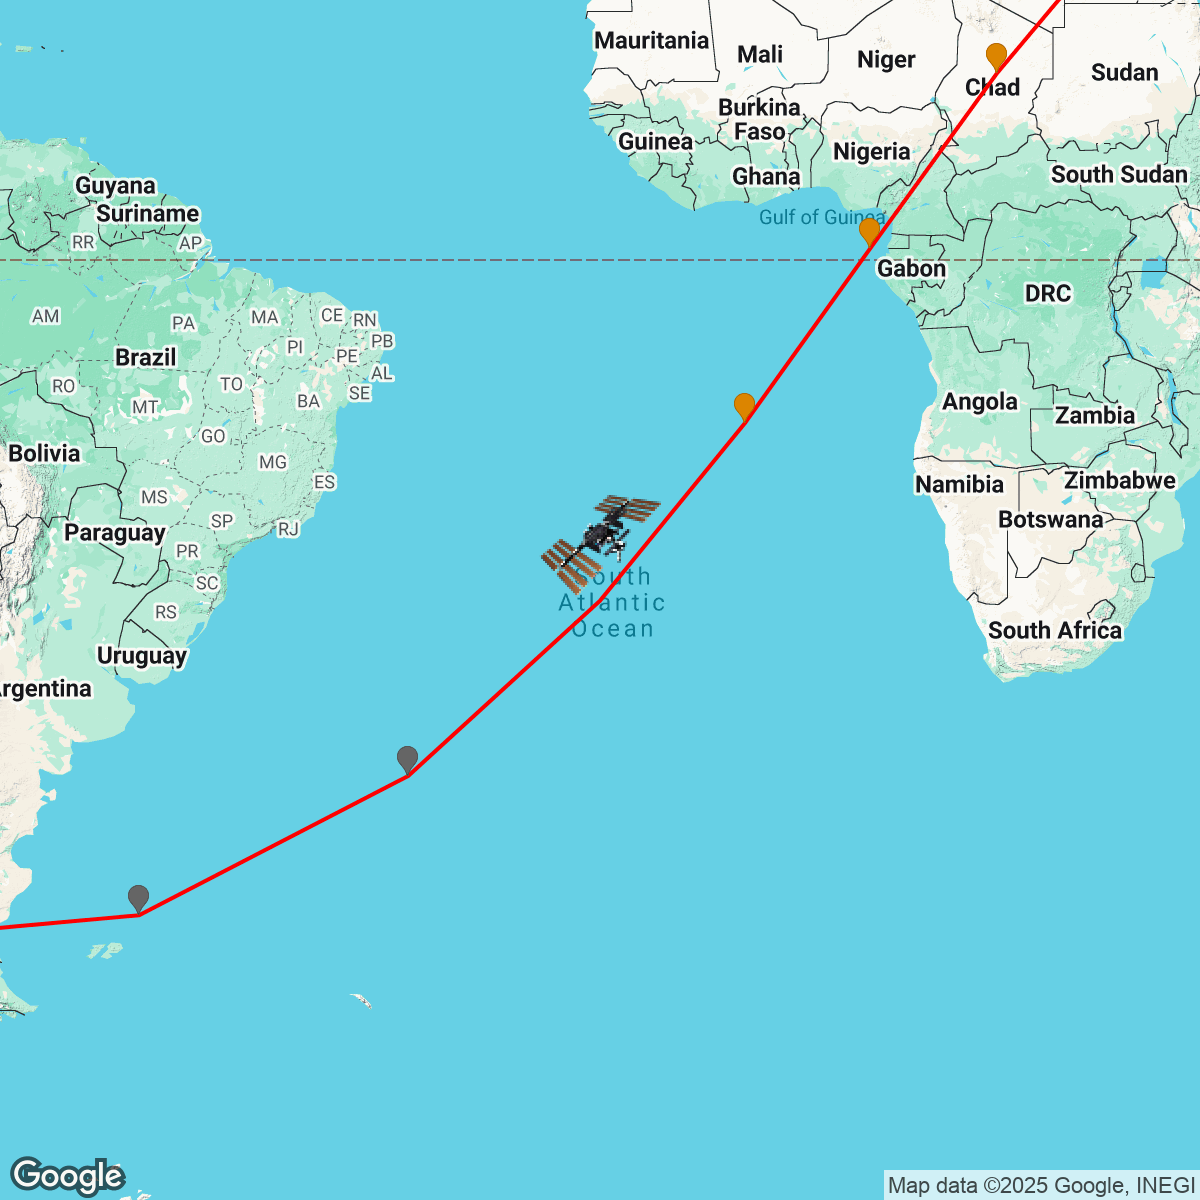 Mauritania
Mali
Niger
Chad
Sudan
Burkina
Faso
Guinea
Nigeria
Ghana
South Sudan
Guyana
Suriname
Gulf of Guinea
RR
AP
Gabon
DRC
AM
PA
MA
CE
RN
PB
PI
PE
AL
Brazil
RO
TO
SE
MT
BA
Angola
Zambia
GO
Bolivia
MG
ES
Namibia
Zimbabwe
MS
SP
RJ
Botswana
Paraguay
PR
SC
South
Atlantic
Ocean
RS
South Africa
Uruguay
Argentina
Google
Map data ©2025 Google, INEGI